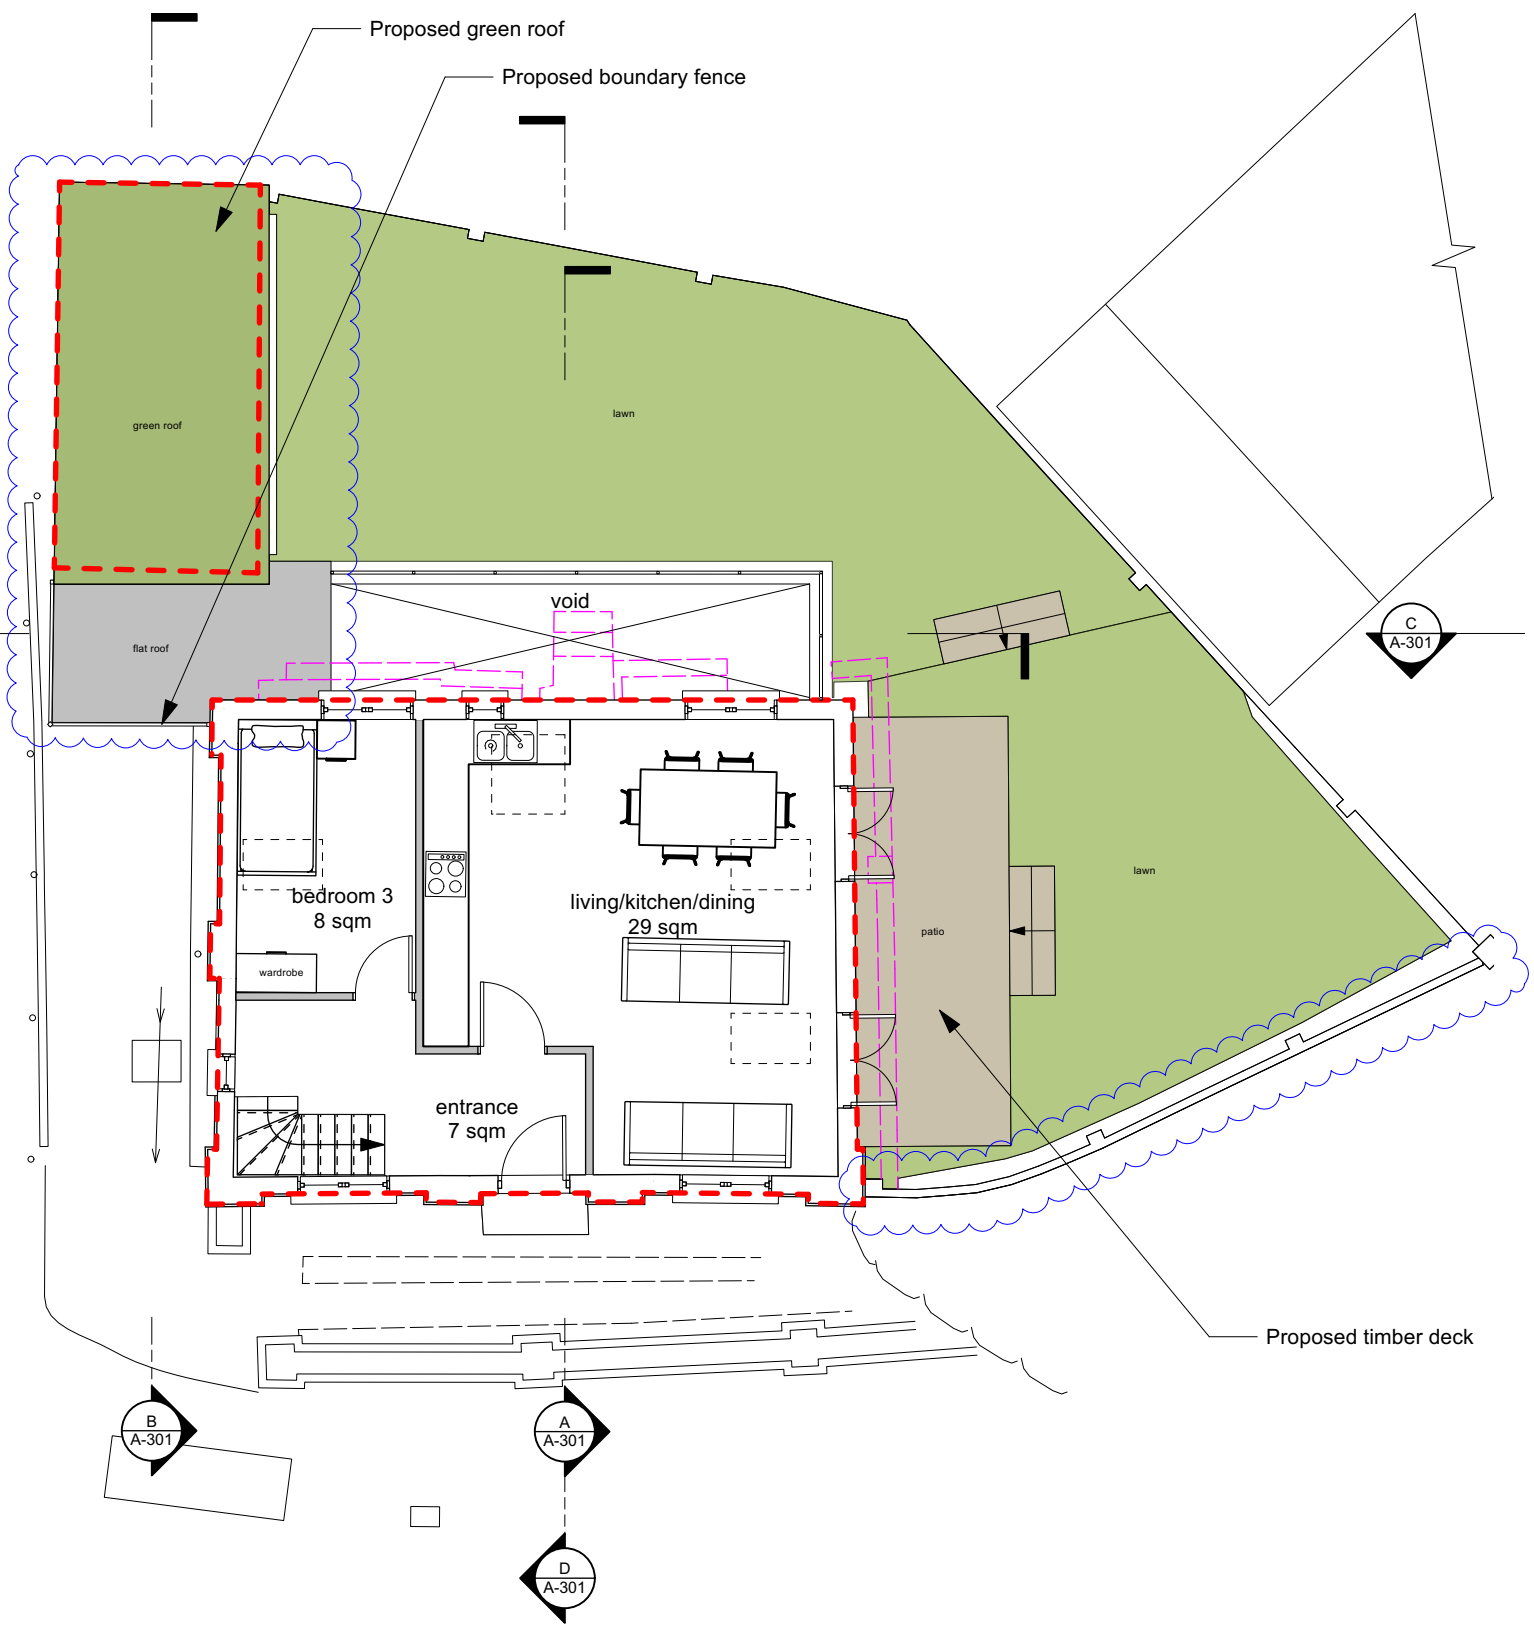 Proposed green roof
Proposed boundary fence
lawn
green roof
void
flat roof
C
A-301
bedroom 3
8 sqm
living/kitchen/dining
29 sqm
lawn
patio
wardrobe
entrance
7 sqm
Proposed timber deck
B
A-301
A
A-301
D
A-301